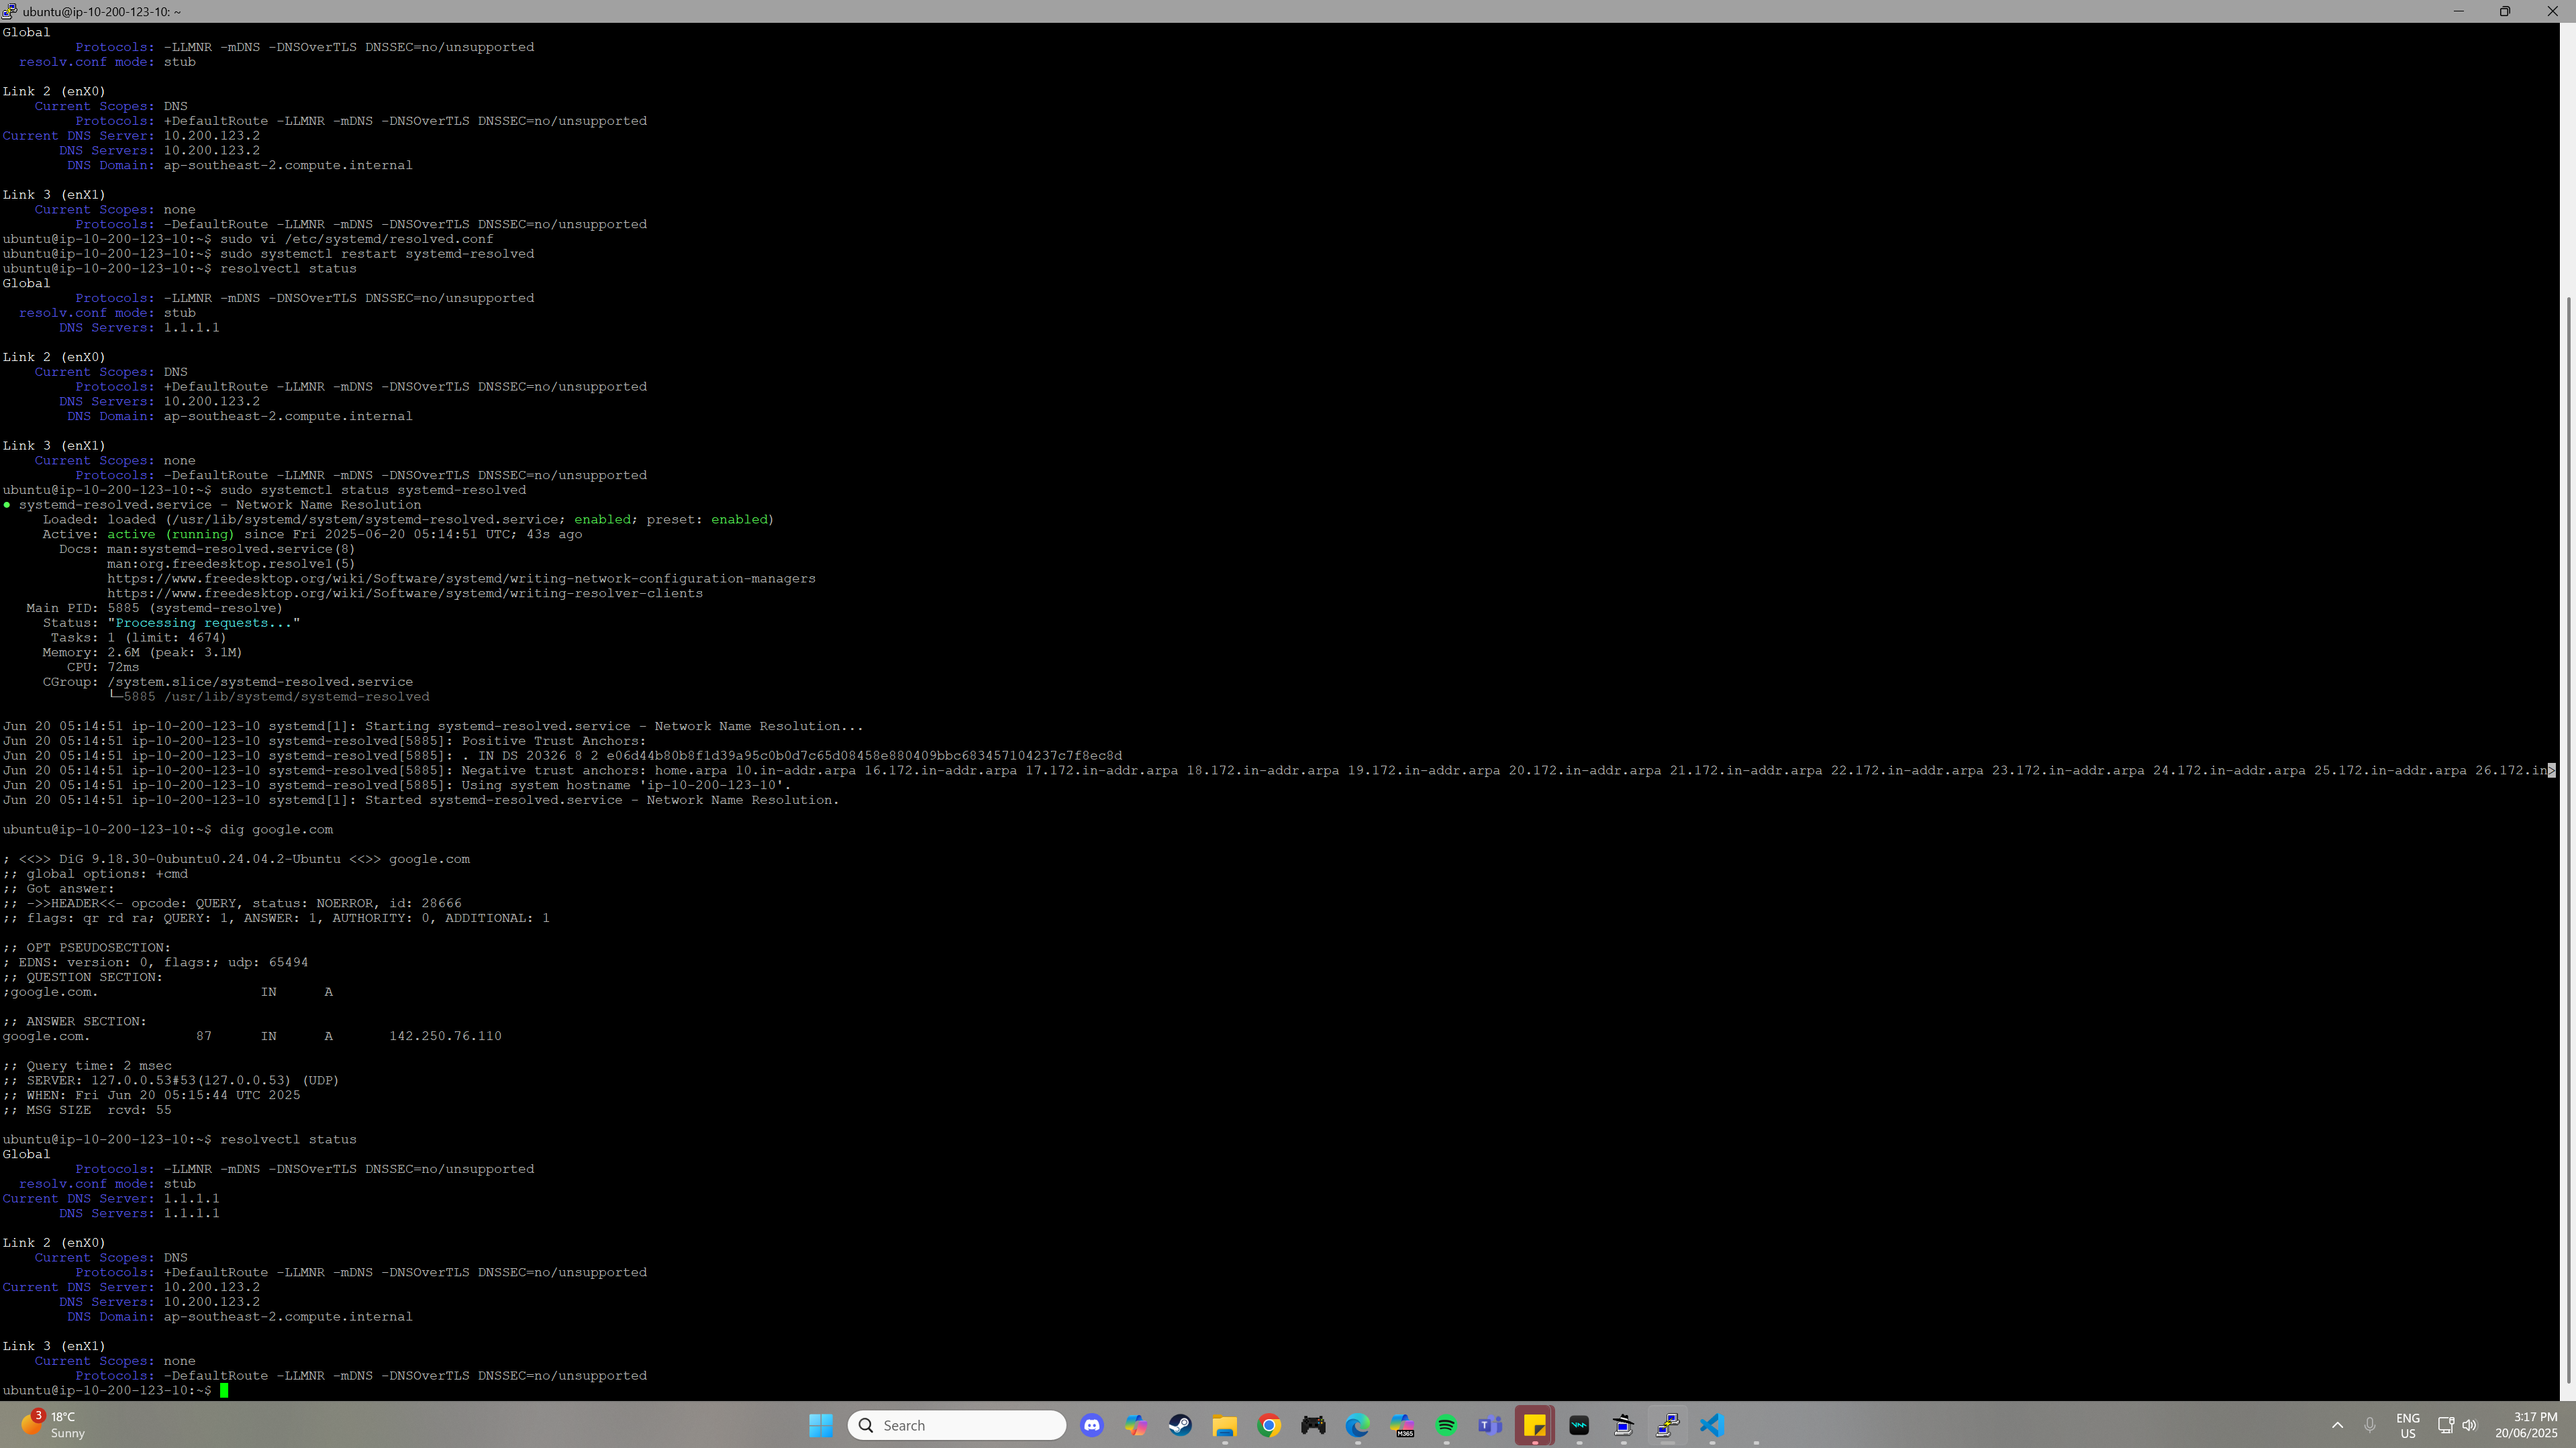 ubuntu@ip-10-200-123-10: ~
Global
Protocols: -LLMNR -mDNS -DNSOverTLS DNSSEC=no/unsupported
resolv.conf mode: stub
Link 2 (enX0)
Current Scopes: DNS
Protocols: +DefaultRoute -LLMNR -mDNS -DNSOverTLS DNSSEC=no/unsupported
Current DNS Server: 10.200.123.2
DNS Servers: 10.200.123.2
DNS Domain: ap-southeast-2.compute.internal
Link 3 (enX1)
Current Scopes: none
Protocols: -DefaultRoute -LLMNR -mDNS -DNSOverTLS DNSSEC=no/unsupported
ubuntu@ip-10-200-123-10:~$ sudo vi /etc/systemd/resolved.conf
ubuntu@ip-10-200-123-10:~$ sudo systemctl restart systemd-resolved
ubuntu@ip-10-200-123-10:~$ resolvectl status
Global
Protocols: -LLMNR -mDNS -DNSOverTLS DNSSEC=no/unsupported
resolv.conf mode: stub
DNS Servers: 1.1.1.1
Link 2 (enX0)
Current Scopes: DNS
Protocols: +DefaultRoute -LLMNR -mDNS -DNSOverTLS DNSSEC=no/unsupported
DNS Servers: 10.200.123.2
DNS Domain: ap-southeast-2.compute.internal
Link 3 (enX1)
Current Scopes: none
Protocols: -DefaultRoute -LLMNR -mDNS -DNSOverTLS DNSSEC=no/unsupported
ubuntu@ip-10-200-123-10:~$ sudo systemctl status systemd-resolved
● systemd-resolved.service - Network Name Resolution
Loaded: loaded (/usr/lib/systemd/system/systemd-resolved.service; enabled; preset: enabled)
Active: active (running) since Fri 2025-06-20 05:14:51 UTC; 43s ago
Docs: man:systemd-resolved.service(8)
man:org.freedesktop.resolve1(5)
https://www.freedesktop.org/wiki/Software/systemd/writing-network-configuration-managers
https://www.freedesktop.org/wiki/Software/systemd/writing-resolver-clients
Main PID: 5885 (systemd-resolve)
Status: "Processing requests..."
Tasks: 1 (limit: 4674)
Memory: 2.6M (peak: 3.1M)
CPU: 72ms
CGroup: /system.slice/systemd-resolved.service
└─5885 /usr/lib/systemd/systemd-resolved
Jun 20 05:14:51 ip-10-200-123-10 systemd[1]: Starting systemd-resolved.service - Network Name Resolution...
Jun 20 05:14:51 ip-10-200-123-10 systemd-resolved[5885]: Positive Trust Anchors:
Jun 20 05:14:51 ip-10-200-123-10 systemd-resolved[5885]: . IN DS 20326 8 2 e06d44b80b8f1d39a95c0b0d7c65d08458e880409bbc683457104237c7f8ec8d
Jun 20 05:14:51 ip-10-200-123-10 systemd-resolved[5885]: Negative trust anchors: home.arpa 10.in-addr.arpa 16.172.in-addr.arpa 17.172.in-addr.arpa 18.172.in-addr.arpa 19.172.in-addr.arpa 20.172.in-addr.arpa 21.172.in-addr.arpa 22.172.in-addr.arpa 23.172.in-addr.arpa 24.172.in-addr.arpa 25.172.in-addr.arpa 26.172.in>
Jun 20 05:14:51 ip-10-200-123-10 systemd-resolved[5885]: Using system hostname 'ip-10-200-123-10'.
Jun 20 05:14:51 ip-10-200-123-10 systemd[1]: Started systemd-resolved.service - Network Name Resolution.
ubuntu@ip-10-200-123-10:~$ dig google.com
; <<>> DiG 9.18.30-0ubuntu0.24.04.2-Ubuntu <<>> google.com
;; global options: +cmd
;; Got answer:
;; ->>HEADER<<- opcode: QUERY, status: NOERROR, id: 28666
;; flags: qr rd ra; QUERY: 1, ANSWER: 1, AUTHORITY: 0, ADDITIONAL: 1
;; OPT PSEUDOSECTION:
; EDNS: version: 0, flags:; udp: 65494
;; QUESTION SECTION:
;google.com. IN A
;; ANSWER SECTION:
google.com. 87 IN A 142.250.76.110
;; Query time: 2 msec
;; SERVER: 127.0.0.53#53(127.0.0.53) (UDP)
;; WHEN: Fri Jun 20 05:15:44 UTC 2025
;; MSG SIZE rcvd: 55
ubuntu@ip-10-200-123-10:~$ resolvectl status
Global
Protocols: -LLMNR -mDNS -DNSOverTLS DNSSEC=no/unsupported
resolv.conf mode: stub
Current DNS Server: 1.1.1.1
DNS Servers: 1.1.1.1
Link 2 (enX0)
Current Scopes: DNS
Protocols: +DefaultRoute -LLMNR -mDNS -DNSOverTLS DNSSEC=no/unsupported
Current DNS Server: 10.200.123.2
DNS Servers: 10.200.123.2
DNS Domain: ap-southeast-2.compute.internal
Link 3 (enX1)
Current Scopes: none
Protocols: -DefaultRoute -LLMNR -mDNS -DNSOverTLS DNSSEC=no/unsupported
ubuntu@ip-10-200-123-10:~$
3
18°C
Sunny
Search
M365
ENG
US
3:17 PM
20/06/2025